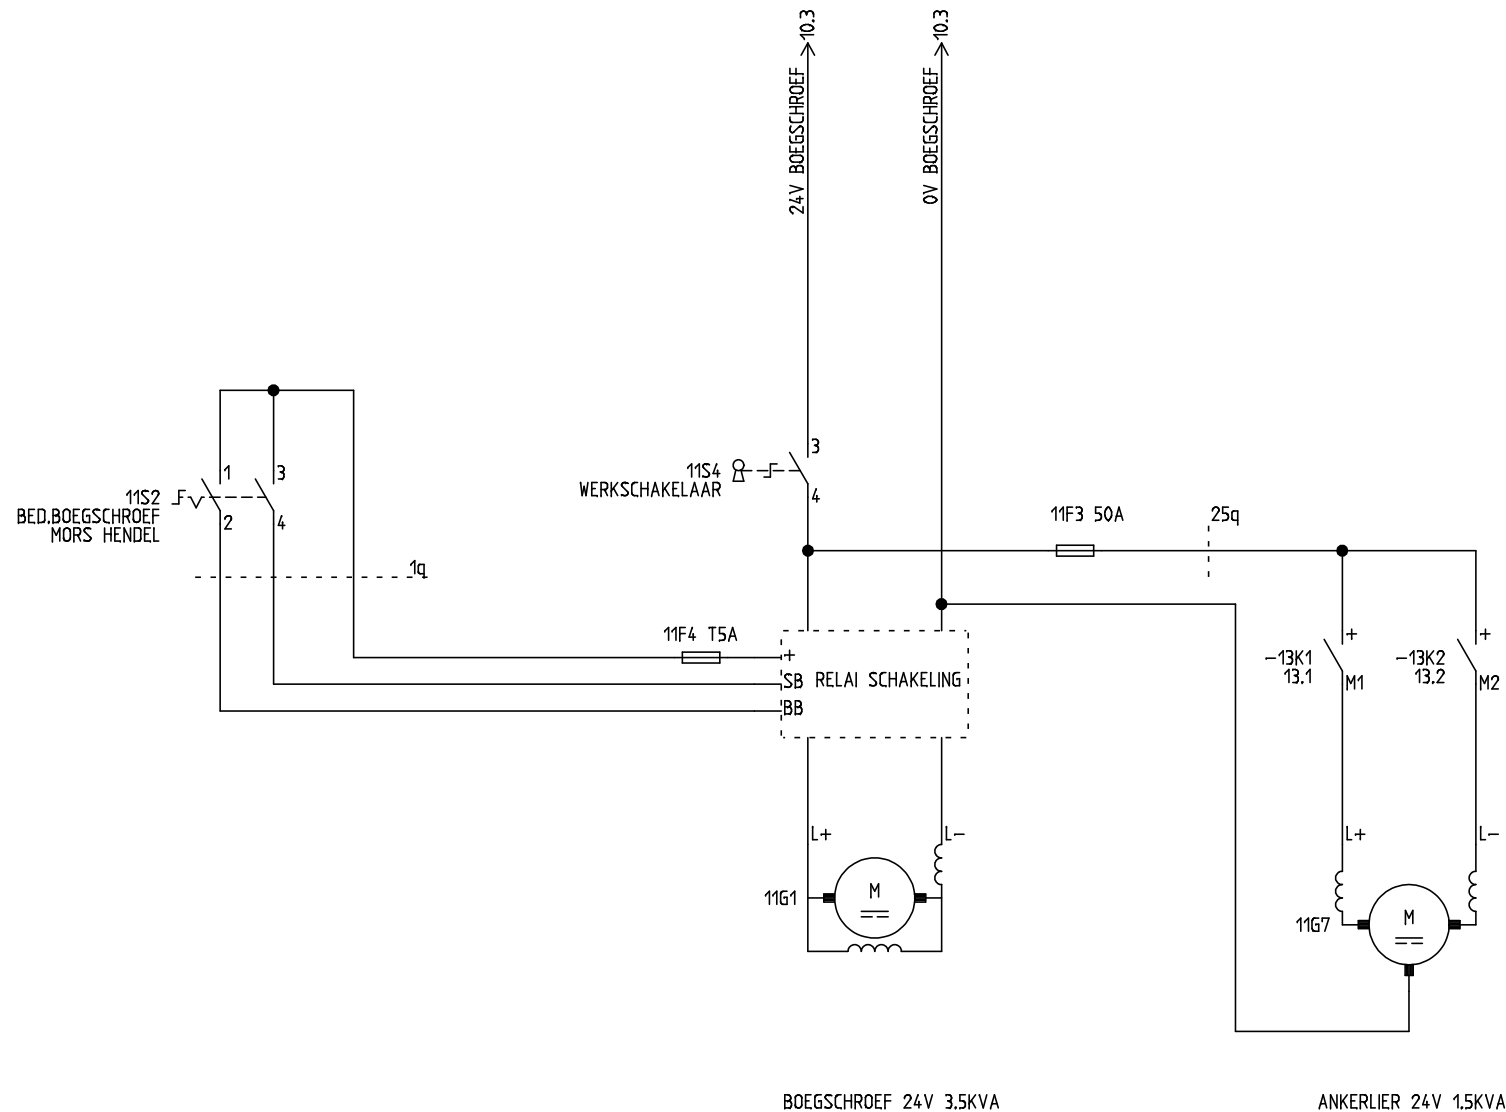 10.3
10.3
24V BOEGSCHROEF
0V BOEGSCHROEF
3
11S4
WERKSCHAKELAAR
4
1
3
11S2
BED.BOEGSCHROEF
MORS HENDEL
2
4
1q
11F3 50A
25q
11F4 T5A
+
SB
BB
RELAI SCHAKELING
+
-13K1
13.1
M1
+
-13K2
13.2
M2
L+
L-
11G1
M
L+
L-
11G7
M
BOEGSCHROEF 24V 3.5KVA
ANKERLIER 24V 1.5KVA